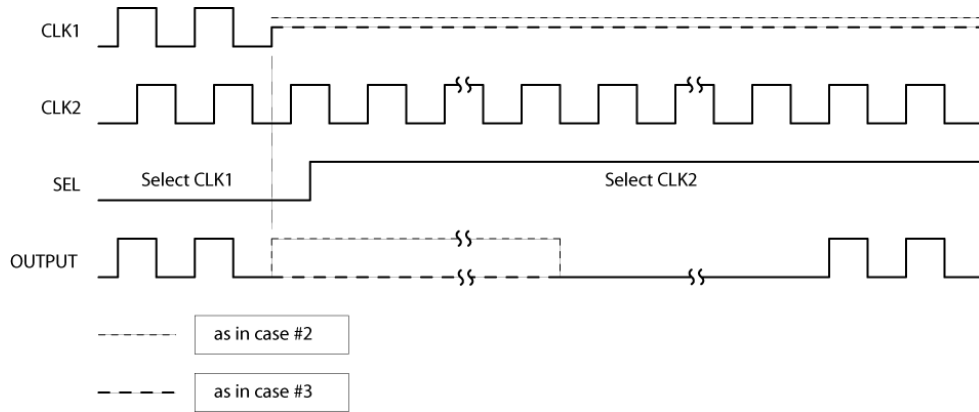 CLK1
CLK2
SEL
Select CLK1
Select CLK2
OUTPUT
as in case #2
as in case #3